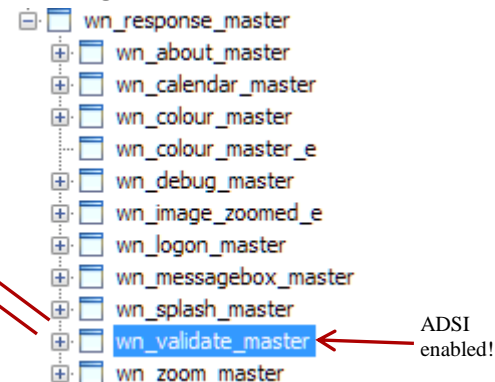 wn_response_master
wn_about_master
wn_calendar_master
wn_colour_master
wn_colour_master_e
wn_debug_master
wn_image_zoomed_e
wn_logon_master
wn_messagebox_master
wn_splash_master
wn_validate_master
ADSI
enabled!
wn_zoom_master